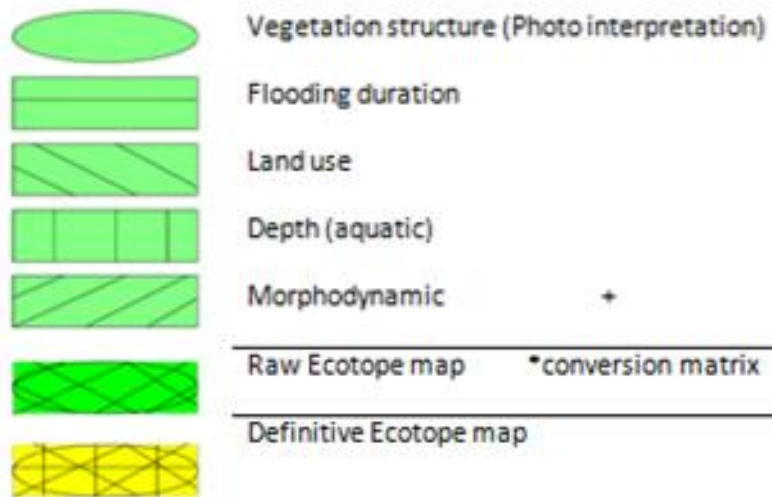 Vegetation structure (Photo interpretation)
Flooding duration
Land use
Depth (aquatic)
Morphodynamic +
Raw Ecotope map *conversion matrix
Definitive Ecotope map